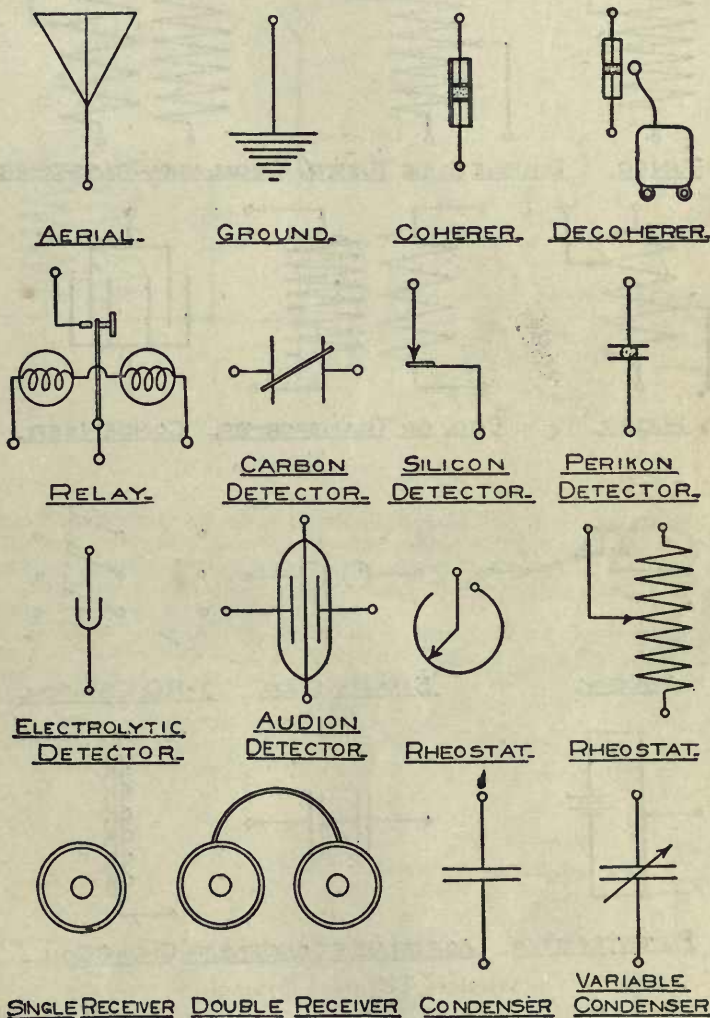 AERIAL.
GROUND.
COHERER.
DECOHERER.
RELAY.
CARBON
DETECTOR.
SILICON
DETECTOR.
PERIKON
DETECTOR.
ELECTROLYTIC
DETECTOR.
AUDION
DETECTOR.
RHEOSTAT.
RHEOSTAT.
SINGLE RECEIVER
DOUBLE RECEIVER
CONDENSER
VARIABLE
CONDENSER